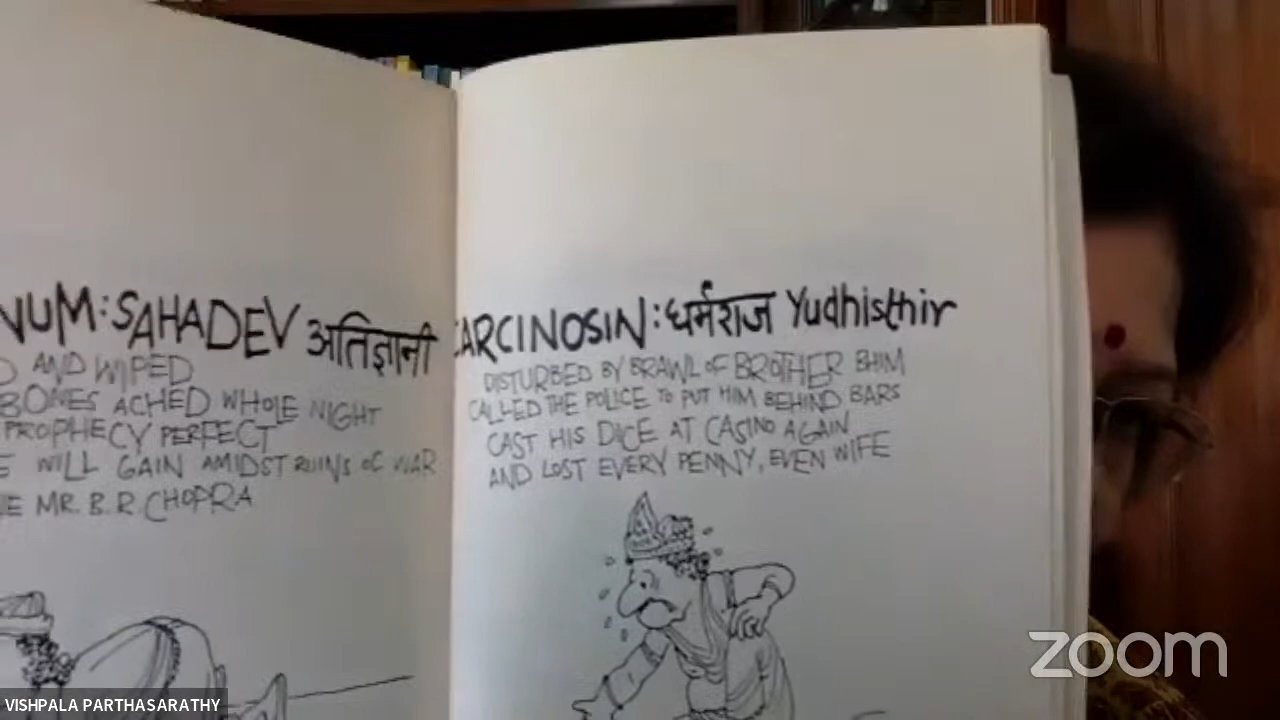 NUM: SAHADEV अतिज्ञानी
AND WIPED
BONES ACHED WHOLE NIGHT
PROPHECY PERFECT
WILL GAIN AMIDST RUINS OF WAR
MR. B.R. CHOPRA
CARCINOSIN: धर्मराज Yudhisthir
DISTURBED BY BRAWL OF BROTHER BHIM
CALLED THE POLICE TO PUT HIM BEHIND BARS
CAST HIS DICE AT CASINO AGAIN
AND LOST EVERY PENNY, EVEN WIFE
zoom
VISHPALA PARTHASARATHY